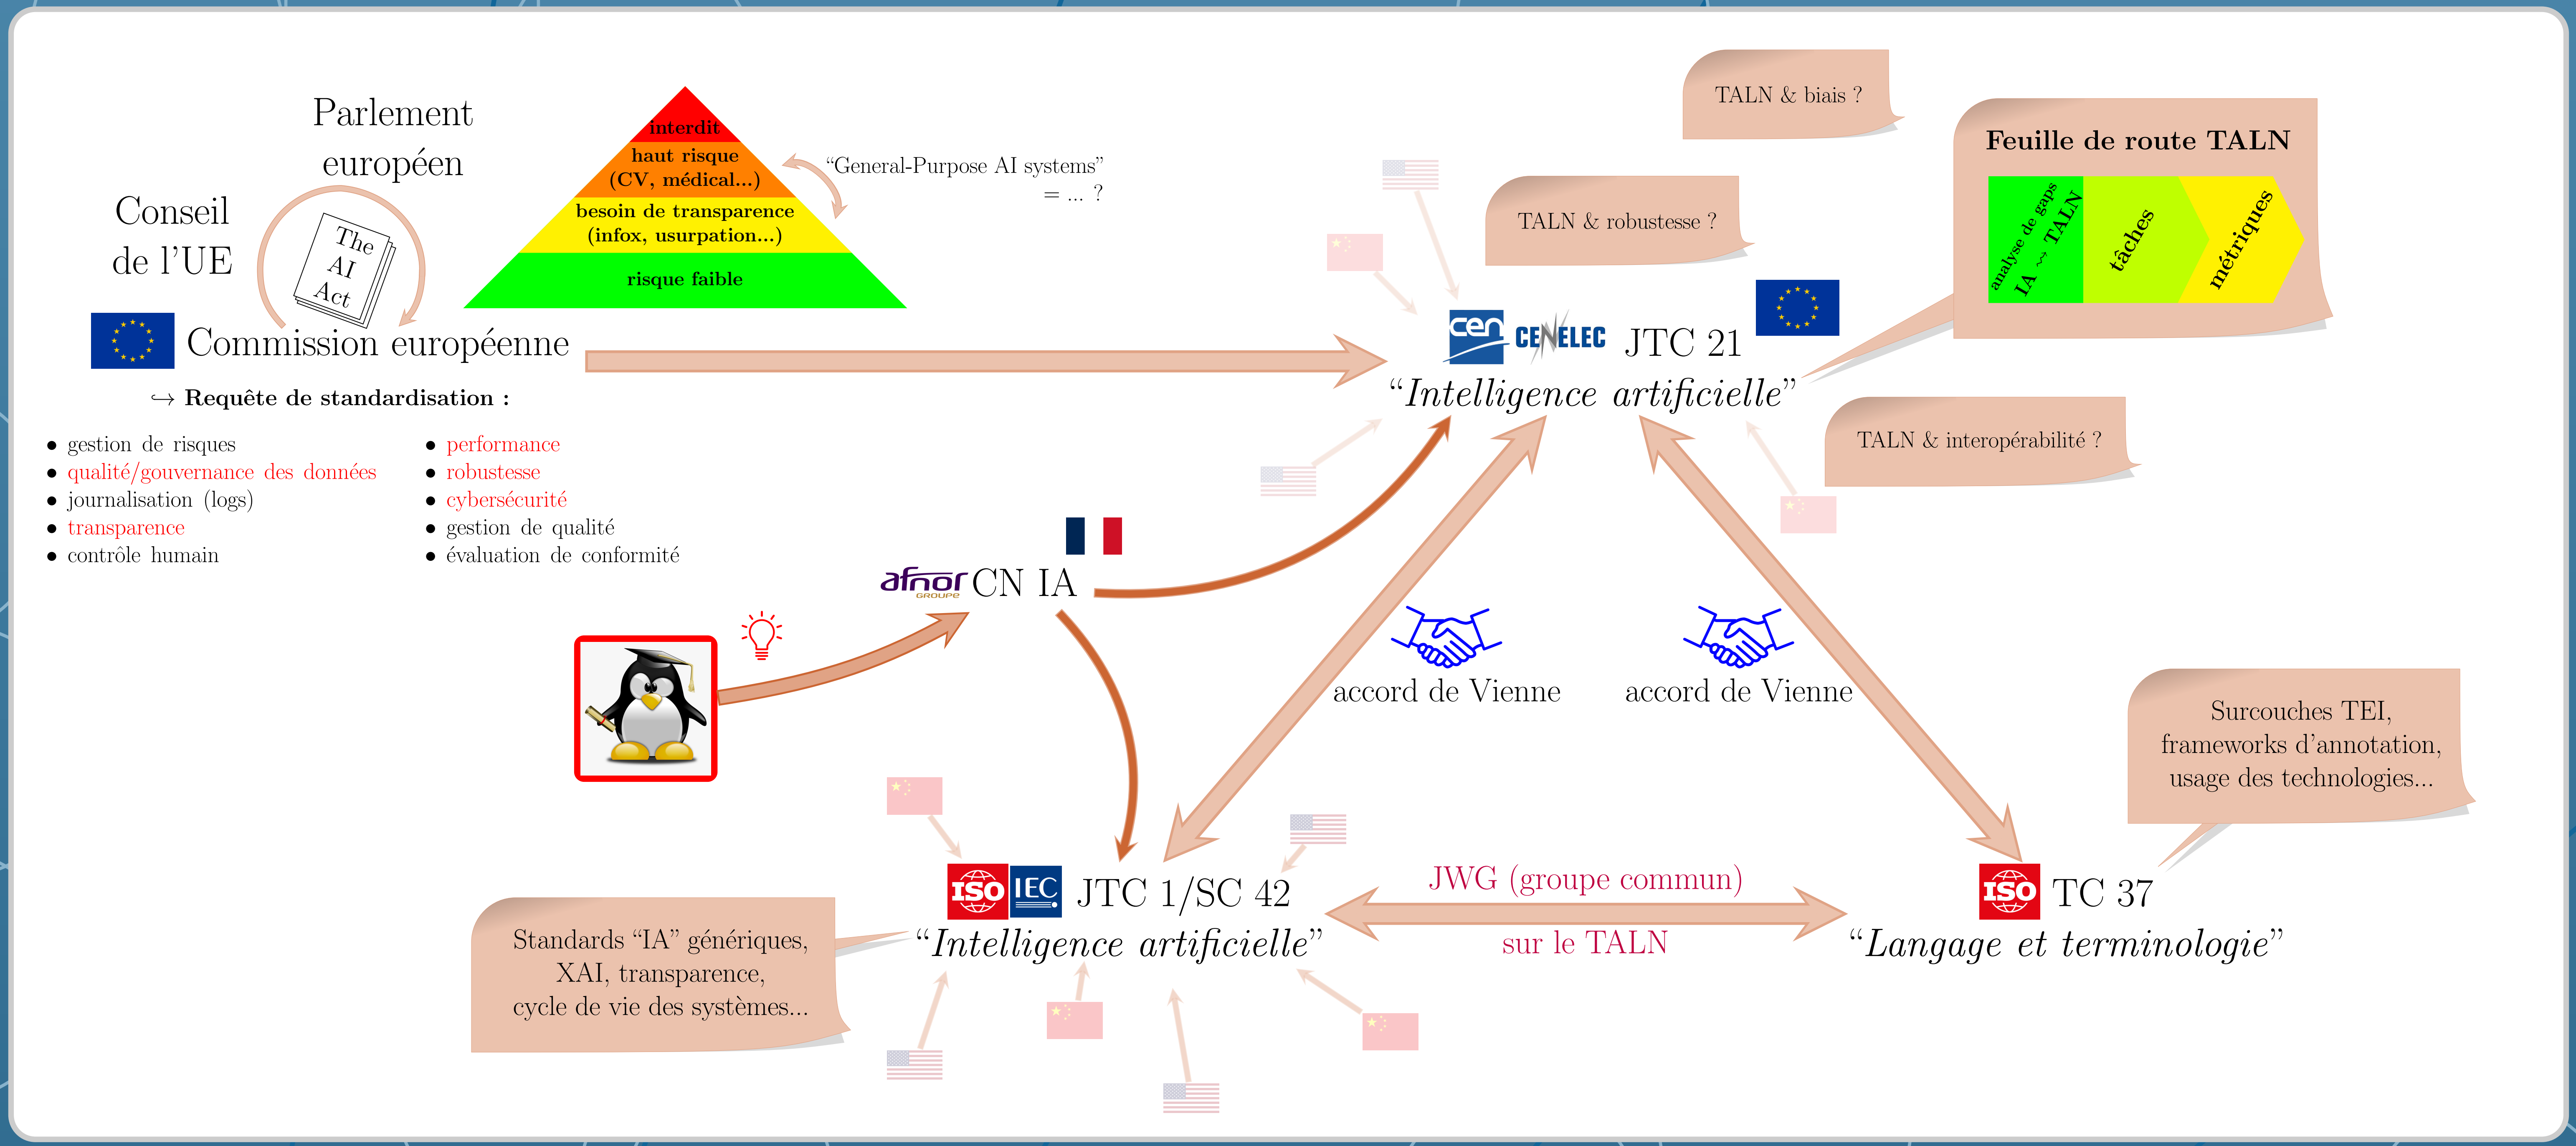 Parlement
européen
Conseil
de l'UE
The
AI
Act
Commission européenne
↪ Requête de standardisation :
• gestion de risques
• qualité/gouvernance des données
• journalisation (logs)
• transparence
• contrôle humain
• performance
• robustesse
• cybersécurité
• gestion de qualité
• évaluation de conformité
interdit
haut risque
(CV, médical...)
besoin de transparence
(infox, usurpation...)
risque faible
“General-Purpose AI systems”
= ... ?
TALN & biais ?
TALN & robustesse ?
Feuille de route TALN
analyse de gaps
IA ⇝ TALN
tâches
métriques
cen CENELEC JTC 21
“Intelligence artificielle”
TALN & interopérabilité ?
afnor
GROUPE
CN IA
accord de Vienne
accord de Vienne
Surcouches TEI,
frameworks d'annotation,
usage des technologies...
ISO IEC JTC 1/SC 42
“Intelligence artificielle”
Standards “IA” génériques,
XAI, transparence,
cycle de vie des systèmes...
JWG (groupe commun)
sur le TALN
ISO TC 37
“Langage et terminologie”